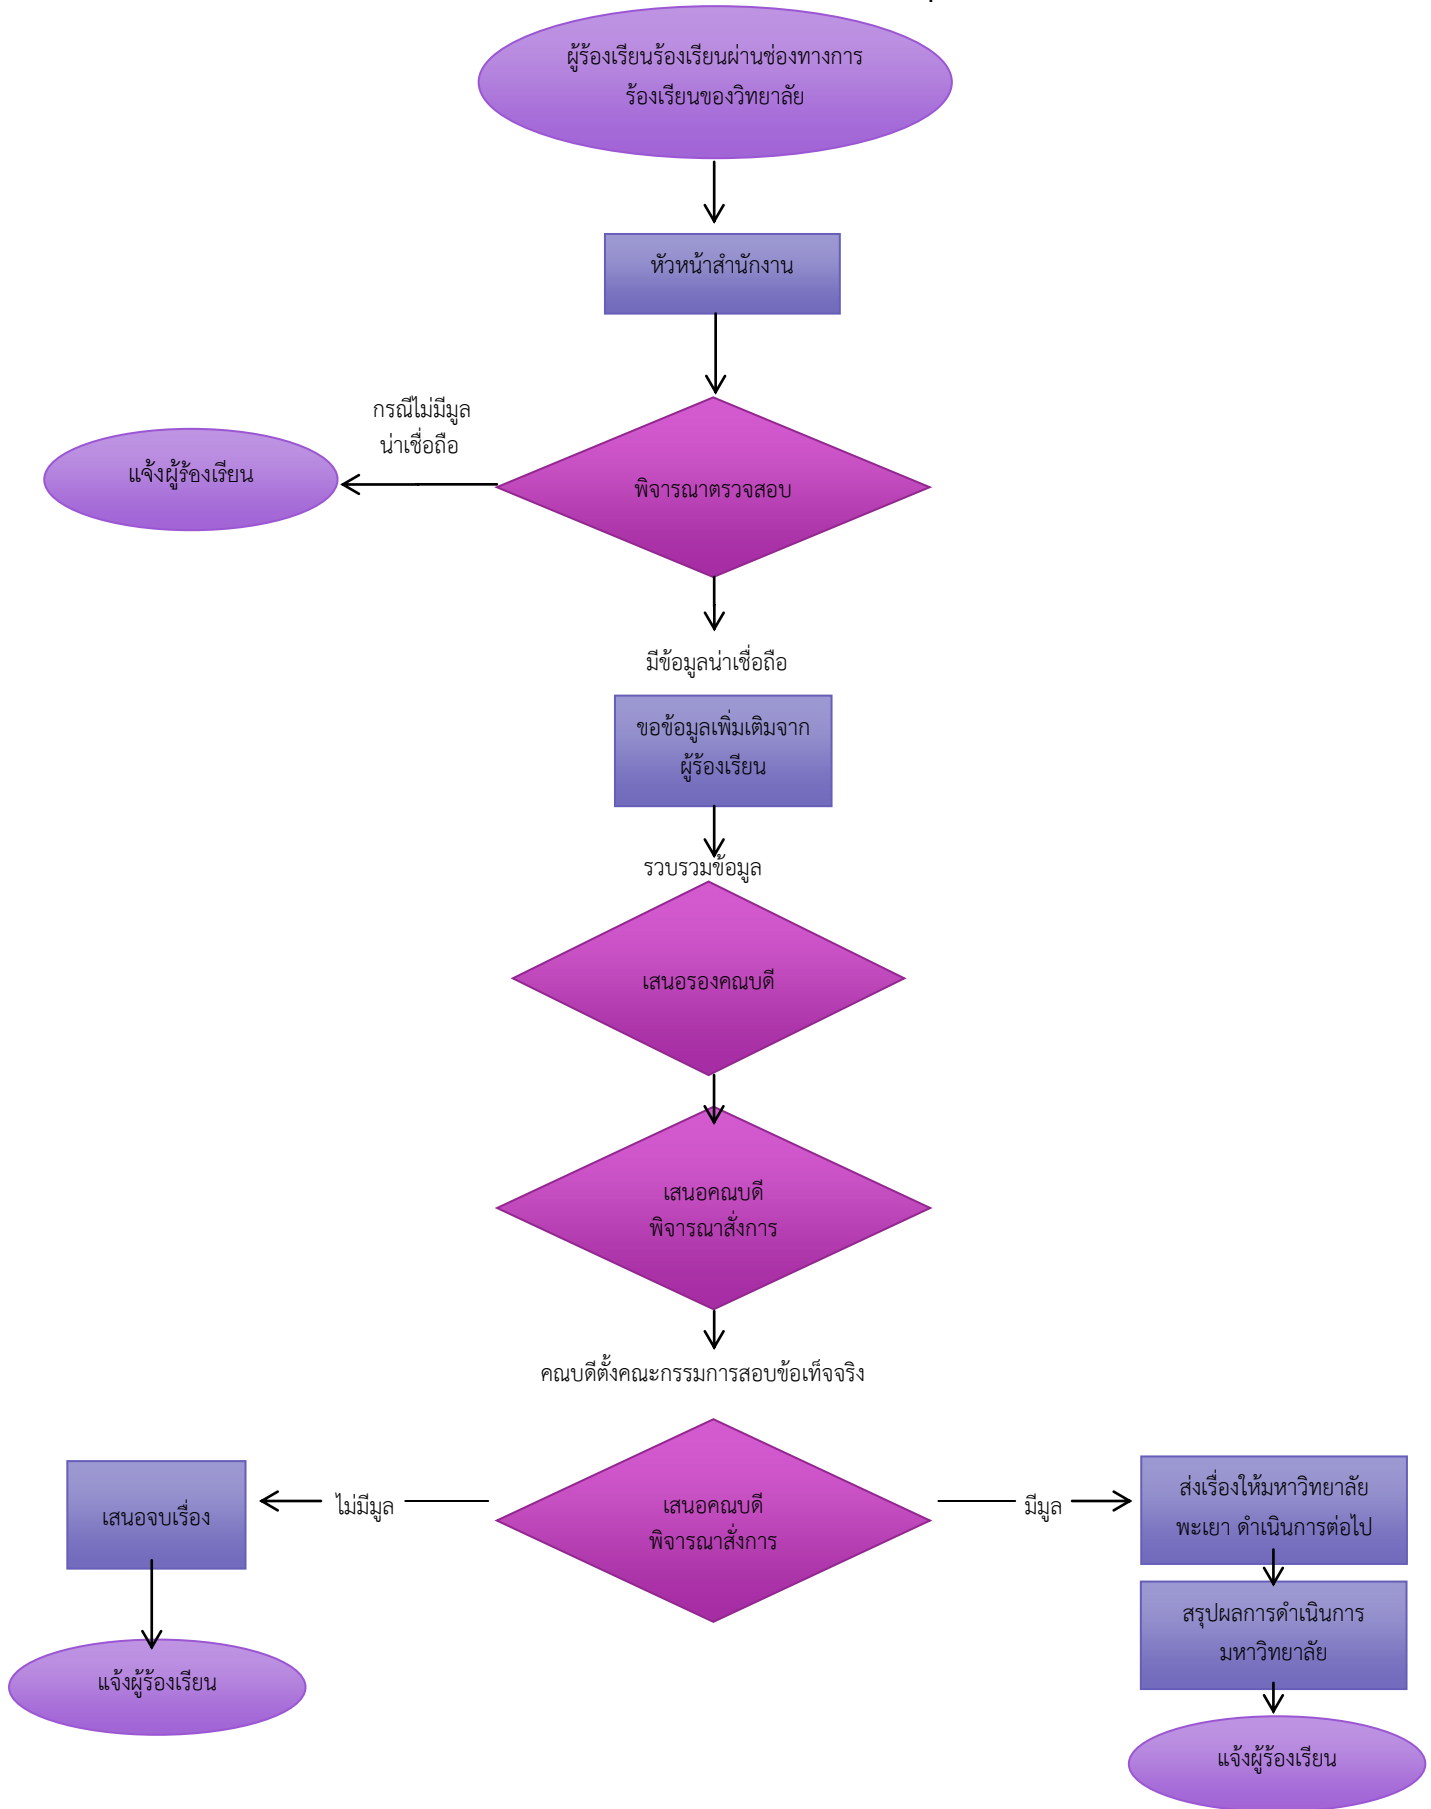 ผู้ร้องเรียนร้องเรียนผ่านช่องทางการ
ร้องเรียนของวิทยาลัย
หัวหน้าสำนักงาน
กรณีไม่มีมูล
น่าเชื่อถือ
แจ้งผู้ร้องเรียน
พิจารณาตรวจสอบ
มีข้อมูลน่าเชื่อถือ
ขอข้อมูลเพิ่มเติมจาก
ผู้ร้องเรียน
รวบรวมข้อมูล
เสนอรองคณบดี
เสนอคณบดี
พิจารณาสั่งการ
คณบดีตั้งคณะกรรมการสอบข้อเท็จจริง
เสนอจบเรื่อง
ไม่มีมูล
เสนอคณบดี
พิจารณาสั่งการ
มีมูล
ส่งเรื่องให้มหาวิทยาลัย
พะเยา ดำเนินการต่อไป
สรุปผลการดำเนินการ
มหาวิทยาลัย
แจ้งผู้ร้องเรียน
แจ้งผู้ร้องเรียน